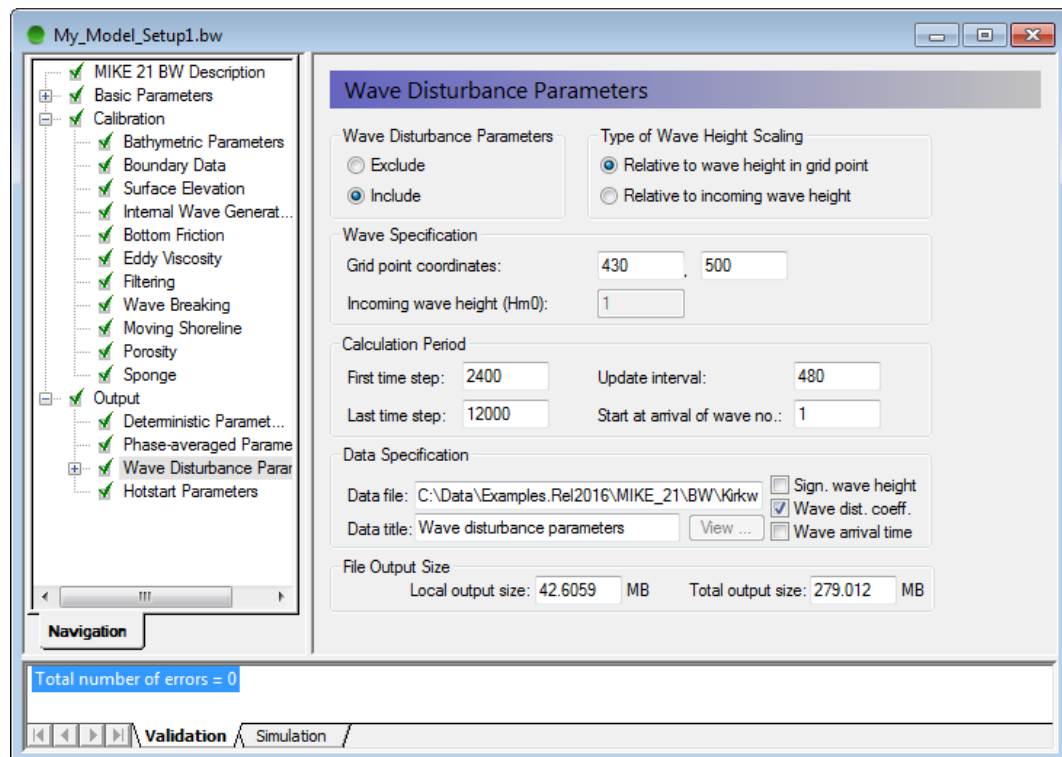 My_Model_Setup1.bw
MIKE 21 BW Description
Basic Parameters
Calibration
Bathymetric Parameters
Boundary Data
Surface Elevation
Internal Wave Generat...
Bottom Friction
Eddy Viscosity
Filtering
Wave Breaking
Moving Shoreline
Porosity
Sponge
Output
Deterministic Paramet...
Phase-averaged Parame
Wave Disturbance Parar
Hotstart Parameters
Navigation
Wave Disturbance Parameters
Wave Disturbance Parameters
Exclude
Include
Type of Wave Height Scaling
Relative to wave height in grid point
Relative to incoming wave height
Wave Specification
Grid point coordinates: 430 , 500
Incoming wave height (Hm0): 1
Calculation Period
First time step: 2400 Update interval: 480
Last time step: 12000 Start at arrival of wave no.: 1
Data Specification
Data file: C:\Data\Examples.Rel2016\MIKE_21\BW\Kirkw
Data title: Wave disturbance parameters View ...
Sign. wave height
Wave dist. coeff.
Wave arrival time
File Output Size
Local output size: 42.6059 MB Total output size: 279.012 MB
Total number of errors = 0
Validation Simulation